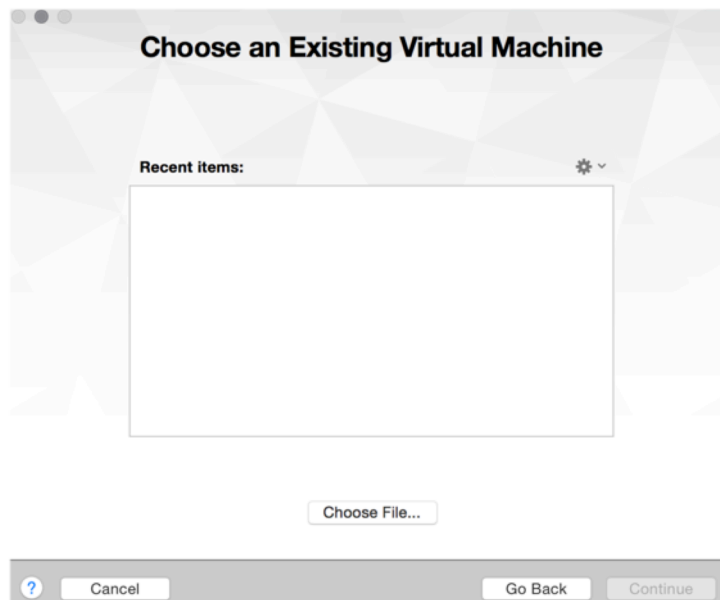 Choose an Existing Virtual Machine
Recent items:
Choose File...
? Cancel Go Back Continue